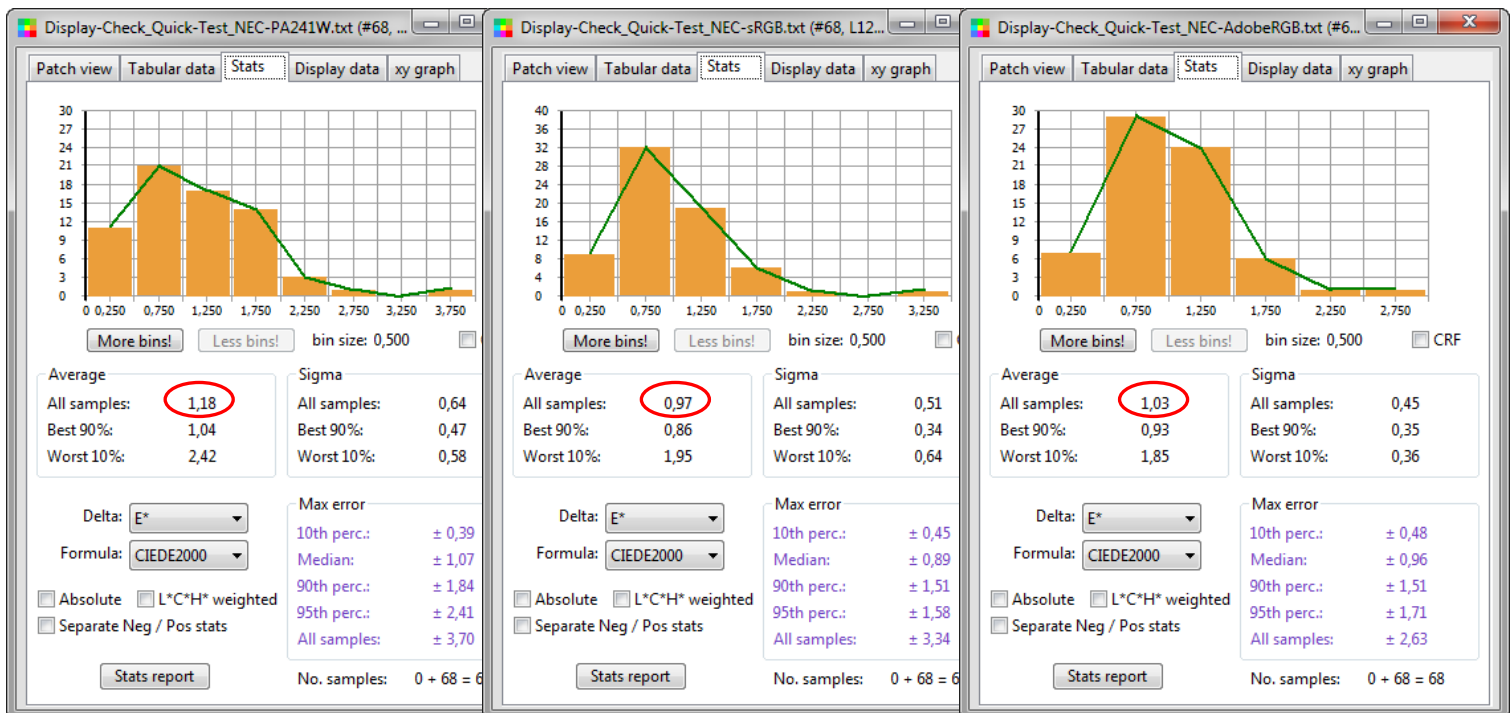 Display-Check_Quick-Test_NEC-PA241W.txt (#68, ...
Patch view Tabular data Stats Display data xy graph
30
27
24
21
18
15
12
9
6
3
0
0 0,250 0,750 1,250 1,750 2,250 2,750 3,250 3,750
More bins! Less bins! bin size: 0,500
Average
All samples: 1,18
Best 90%: 1,04
Worst 10%: 2,42
Sigma
All samples: 0,64
Best 90%: 0,47
Worst 10%: 0,58
Delta: E*
Formula: CIEDE2000
Absolute L*C*H* weighted
Separate Neg / Pos stats
Stats report
Max error
10th perc.: ± 0,39
Median: ± 1,07
90th perc.: ± 1,84
95th perc.: ± 2,41
All samples: ± 3,70
No. samples: 0 + 68 = 6
Display-Check_Quick-Test_NEC-sRGB.txt (#68, L12...
Patch view Tabular data Stats Display data xy graph
40
36
32
28
24
20
16
12
8
4
0
0 0,250 0,750 1,250 1,750 2,250 2,750 3,250
More bins! Less bins! bin size: 0,500
Average
All samples: 0,97
Best 90%: 0,86
Worst 10%: 1,95
Sigma
All samples: 0,51
Best 90%: 0,34
Worst 10%: 0,64
Delta: E*
Formula: CIEDE2000
Absolute L*C*H* weighted
Separate Neg / Pos stats
Stats report
Max error
10th perc.: ± 0,45
Median: ± 0,89
90th perc.: ± 1,51
95th perc.: ± 1,58
All samples: ± 3,34
No. samples: 0 + 68 = 6
Display-Check_Quick-Test_NEC-AdobeRGB.txt (#6...
Patch view Tabular data Stats Display data xy graph
30
27
24
21
18
15
12
9
6
3
0
0 0,250 0,750 1,250 1,750 2,250 2,750
More bins! Less bins! bin size: 0,500 CRF
Average
All samples: 1,03
Best 90%: 0,93
Worst 10%: 1,85
Sigma
All samples: 0,45
Best 90%: 0,35
Worst 10%: 0,36
Delta: E*
Formula: CIEDE2000
Absolute L*C*H* weighted
Separate Neg / Pos stats
Stats report
Max error
10th perc.: ± 0,48
Median: ± 0,96
90th perc.: ± 1,51
95th perc.: ± 1,71
All samples: ± 2,63
No. samples: 0 + 68 = 68